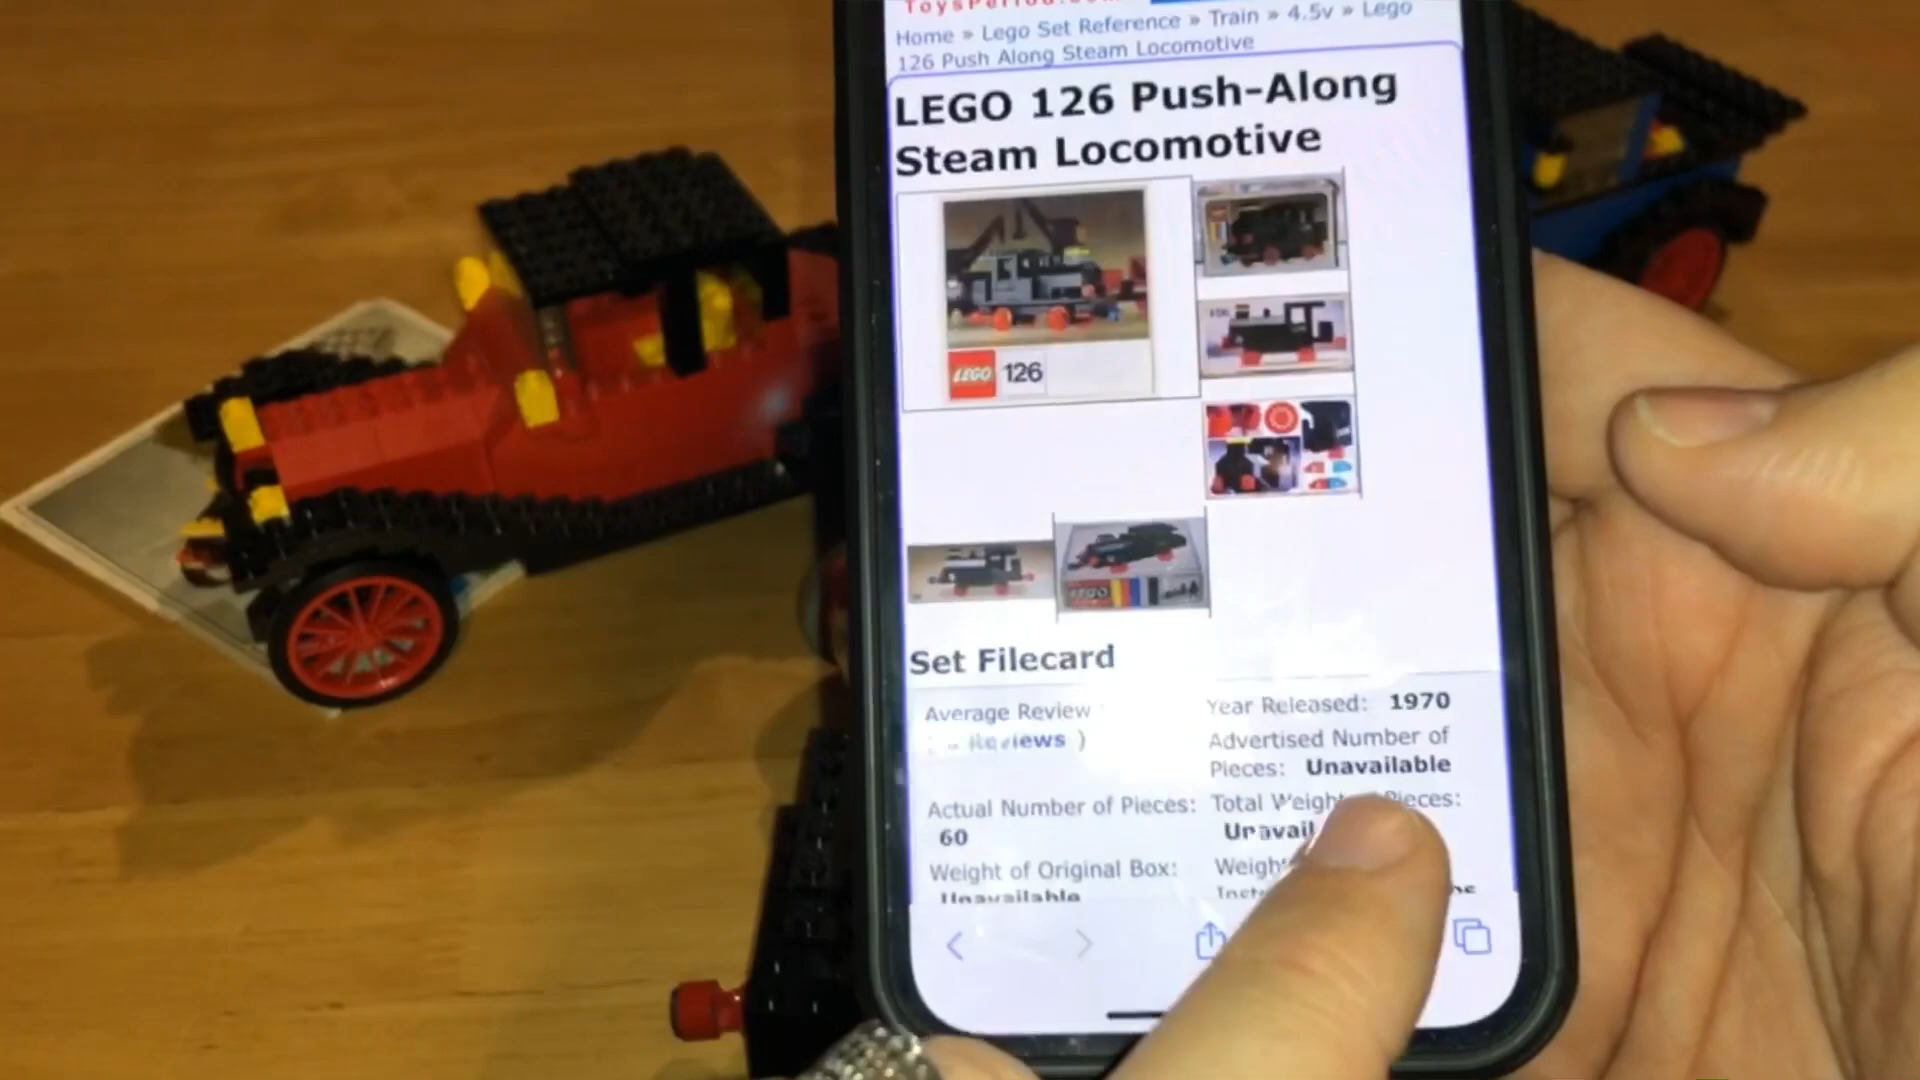 Home » Lego Set Reference » Train » 4.5v » Lego
126 Push Along Steam Locomotive
LEGO 126 Push-Along
Steam Locomotive
LEGO 126
LEGO
Set Filecard
Average Review
Reviews )
Year Released: 1970
Advertised Number of
Pieces: Unavailable
Actual Number of Pieces:
60
Total Weight Pieces:
Weight of Original Box:
Unavailable